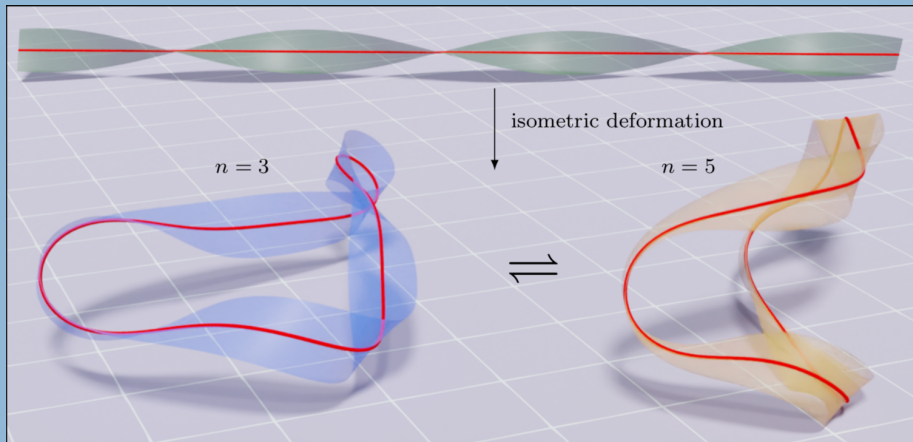 isometric deformation
n = 3
n = 5